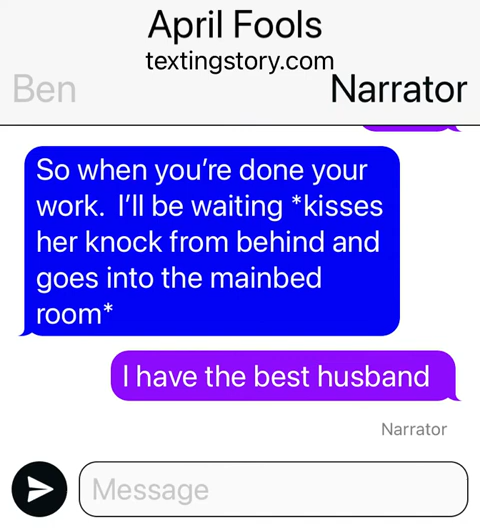 April Fools
textingstory.com
Ben
Narrator
So when you’re done your
work.  I’ll be waiting *kisses
her knock from behind and
goes into the mainbed
room*
I have the best husband
Narrator
Message